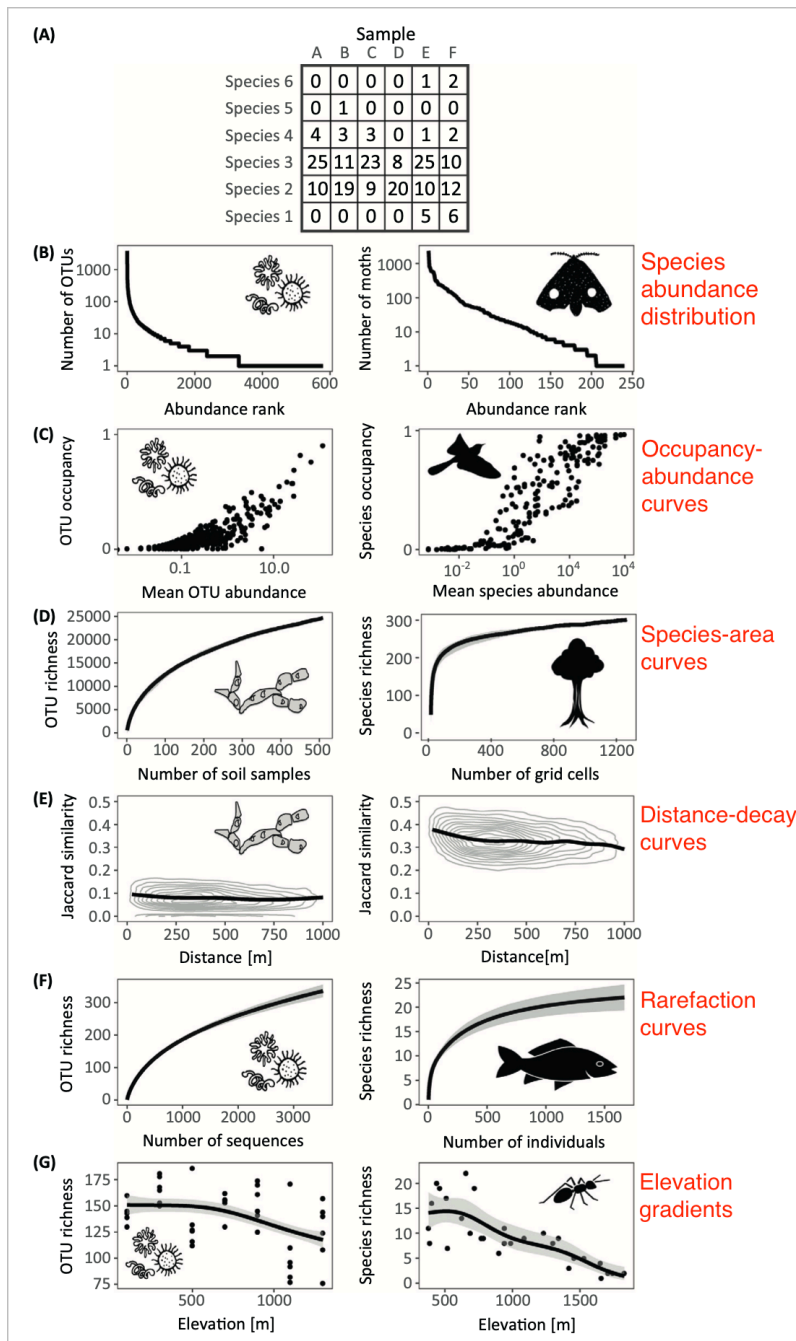 (A)
Sample
A B C D E F
Species 6 0 0 0 0 1 2
Species 5 0 1 0 0 0 0
Species 4 4 3 3 0 1 2
Species 3 25 11 23 8 25 10
Species 2 10 19 9 20 10 12
Species 1 0 0 0 0 5 6
(B)
Number of OTUs
1000
100
10
1
0 2000 4000 6000
Abundance rank
Number of moths
1000
100
10
1
0 50 100 150 200 250
Abundance rank
Species
abundance
distribution
(C)
OTU occupancy
1
0
0.1 10.0
Mean OTU abundance
Species occupancy
1
0
10-2 100 104 104
Mean species abundance
Occupancy-
abundance
curves
(D)
OTU richness
25000
20000
15000
10000
5000
0
0 100 200 300 400 500
Number of soil samples
Species richness
300
200
100
0
0 400 800 1200
Number of grid cells
Species-area
curves
(E)
Jaccard similarity
0.5
0.4
0.3
0.2
0.1
0.0
0 250 500 750 1000
Distance [m]
Jaccard similarity
0.5
0.4
0.3
0.2
0.1
0.0
0 250 500 750 1000
Distance[m]
Distance-decay
curves
(F)
OTU richness
300
200
100
0
0 1000 2000 3000
Number of sequences
Species richness
25
20
15
10
5
0
0 500 1000 1500
Number of individuals
Rarefaction
curves
(G)
OTU richness
175
150
125
100
75
500 1000
Elevation [m]
Species richness
20
15
10
5
0
500 1000 1500
Elevation [m]
Elevation
gradients